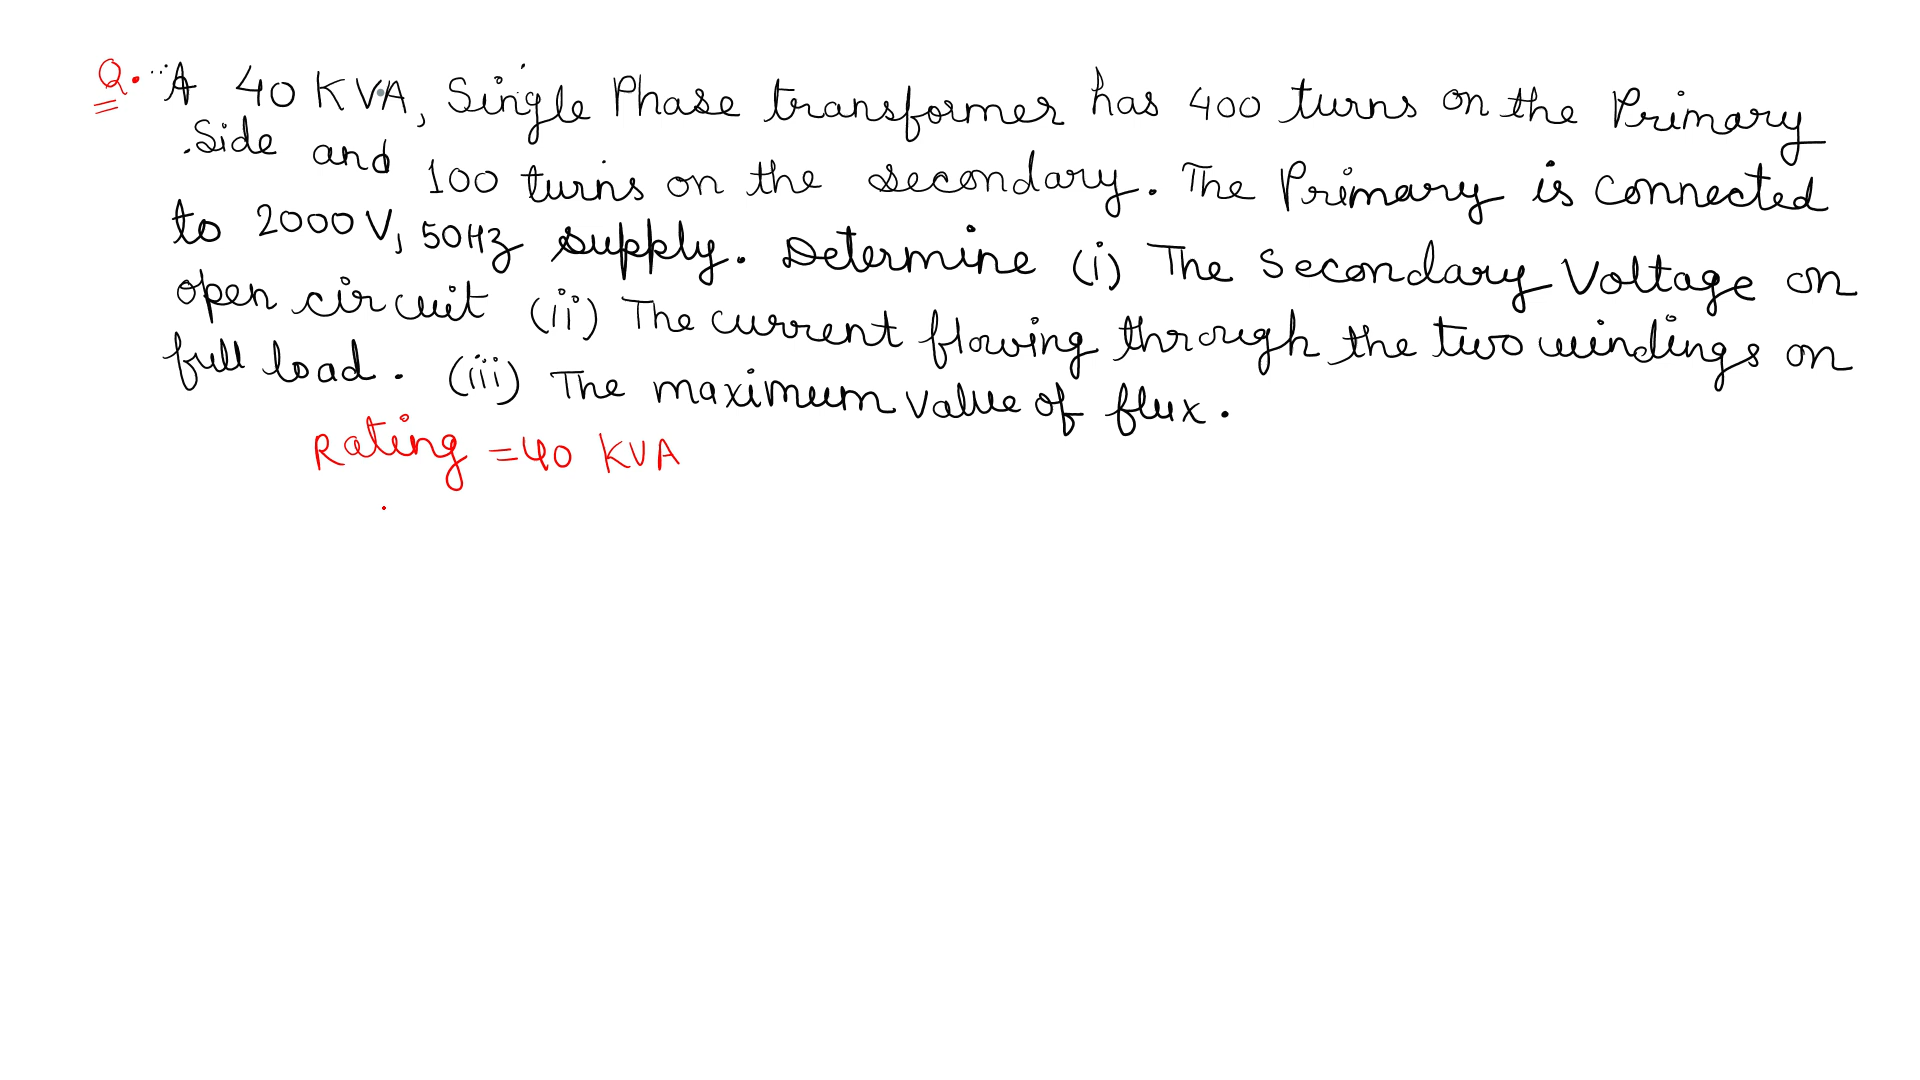 Q. A 40 KVA, Single Phase transformer has 400 turns on the Primary
Side and 100 turns on the secondary. The Primary is connected
to 2000 V, 50Hz supply. Determine (i) The Secondary Voltage on
open circuit (ii) The current flowing through the two windings on
full load. (iii) The maximum value of flux.
Rating = 40 KVA